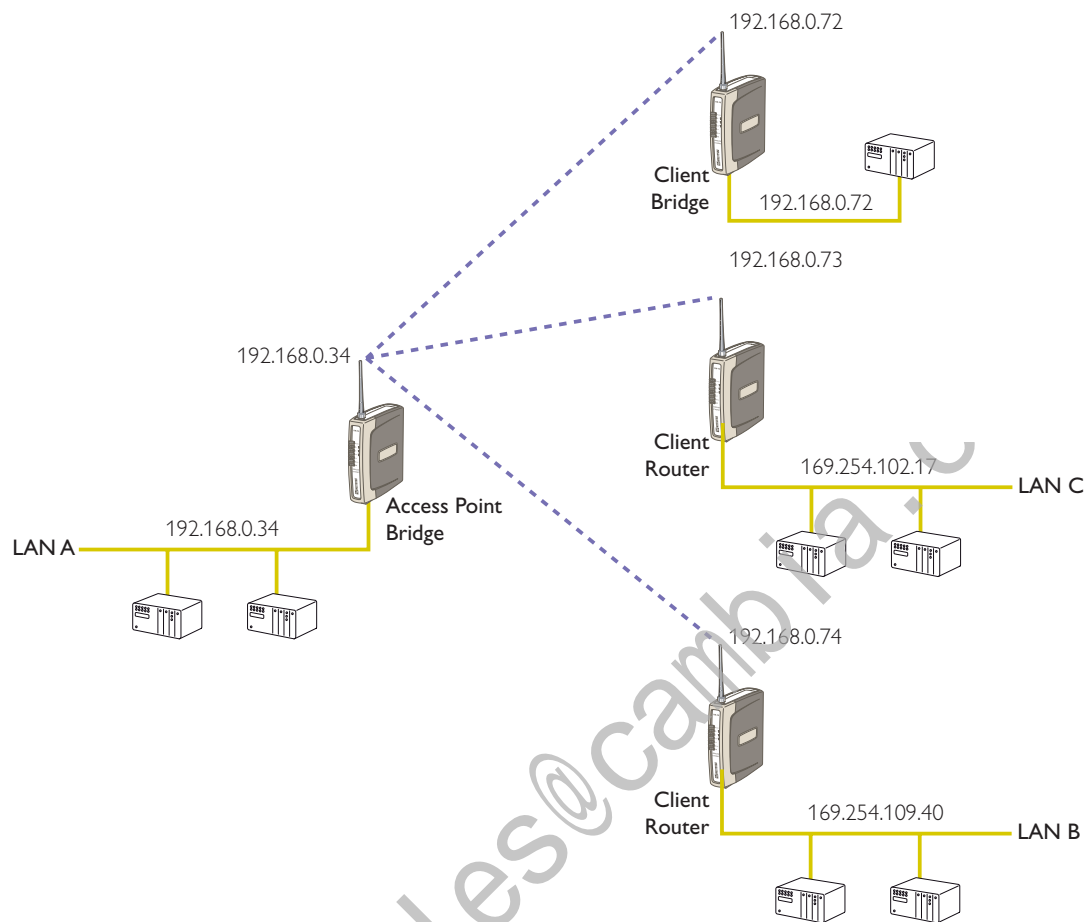 192.168.0.72
Client
Bridge
192.168.0.72
192.168.0.73
192.168.0.34
Client
Router
169.254.102.17
LAN C
Access Point
Bridge
192.168.0.34
LAN A
192.168.0.74
Client
Router
169.254.109.40
LAN B
les@cambia.c